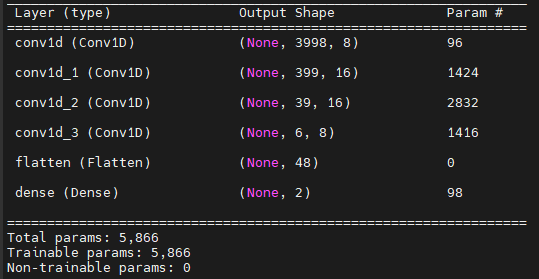 Layer (type) Output Shape Param #
=================================================================
conv1d (Conv1D) (None, 3998, 8) 96
conv1d_1 (Conv1D) (None, 399, 16) 1424
conv1d_2 (Conv1D) (None, 39, 16) 2832
conv1d_3 (Conv1D) (None, 6, 8) 1416
flatten (Flatten) (None, 48) 0
dense (Dense) (None, 2) 98
=================================================================
Total params: 5,866
Trainable params: 5,866
Non-trainable params: 0